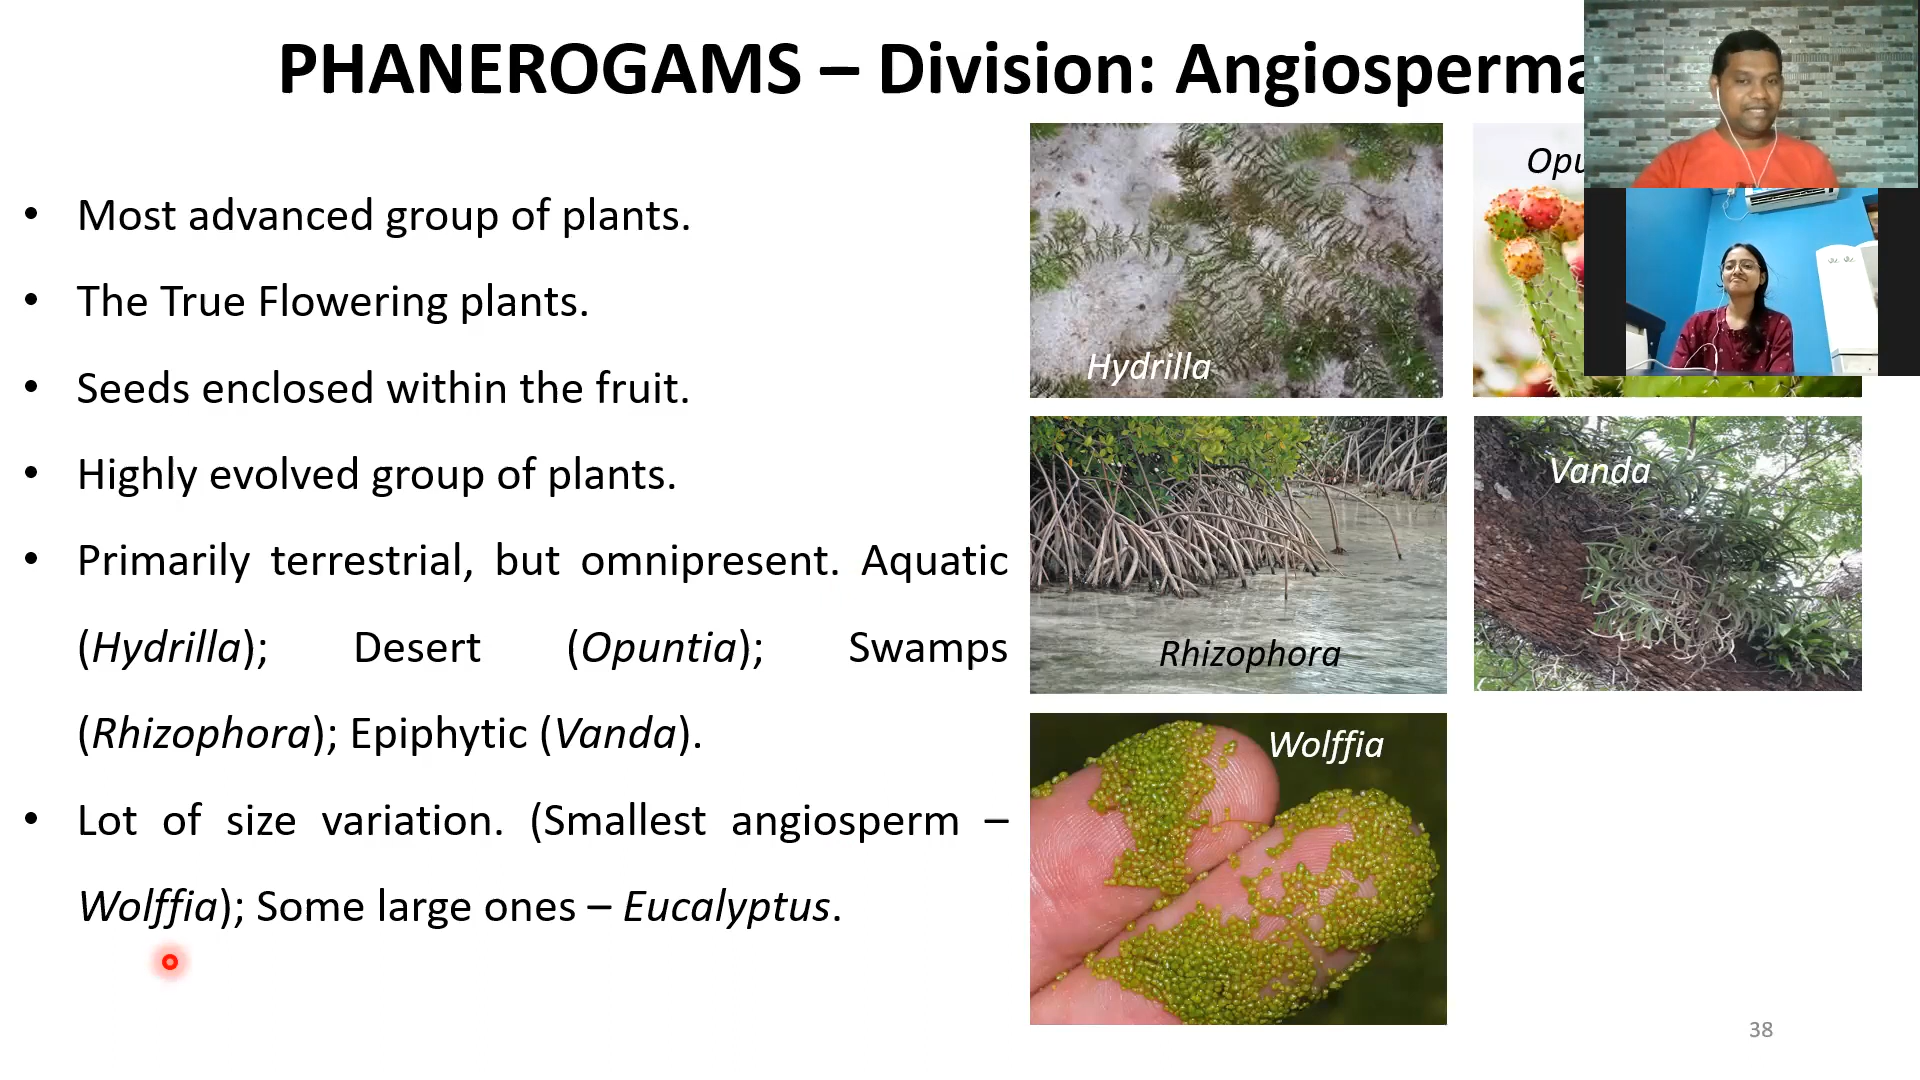 PHANEROGAMS – Division: Angiosperma
Most advanced group of plants.
The True Flowering plants.
Seeds enclosed within the fruit.
Highly evolved group of plants.
Primarily terrestrial, but omnipresent. Aquatic
(Hydrilla); Desert (Opuntia); Swamps
(Rhizophora); Epiphytic (Vanda).
Lot of size variation. (Smallest angiosperm –
Wolffia); Some large ones – Eucalyptus.
Hydrilla
Opu
Rhizophora
Vanda
Wolffia
38